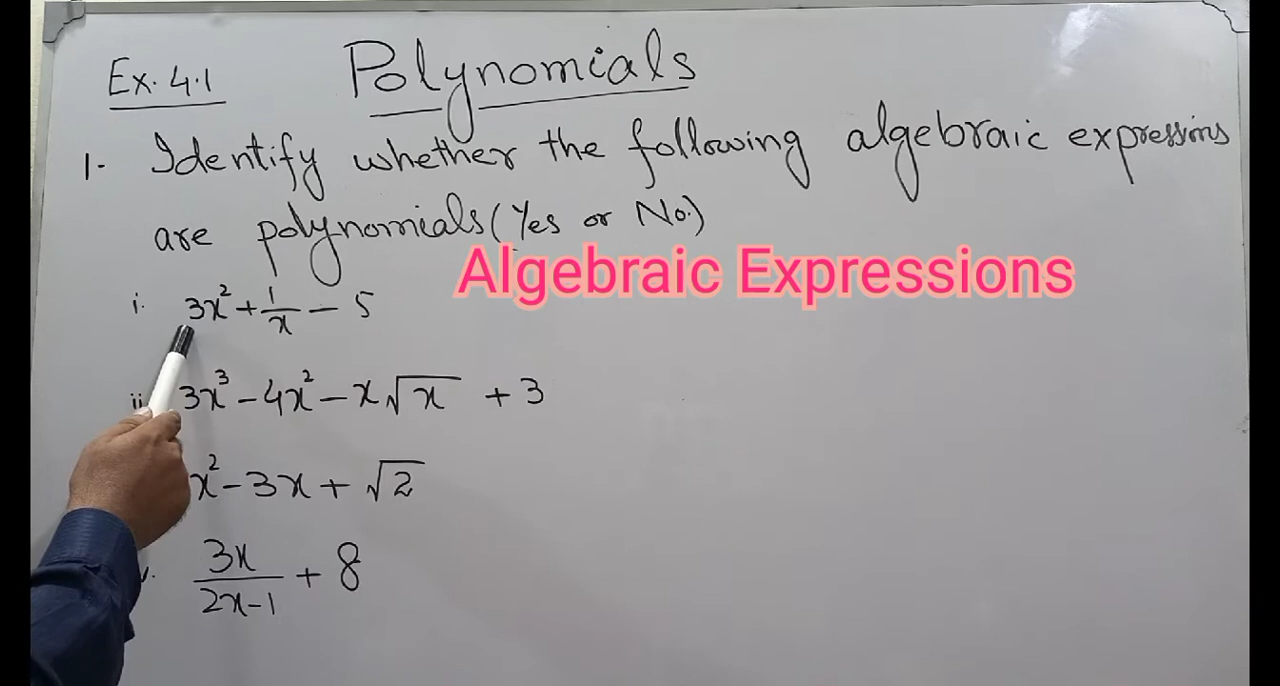 Ex. 4.1 Polynomials
1- Identify whether the following algebraic expressions
are polynomials (Yes or No.)
Algebraic Expressions
i. 3x² + 1/x - 5
ii 3x³ - 4x² - x√x + 3
x² - 3x + √2
3x/(2x-1) + 8